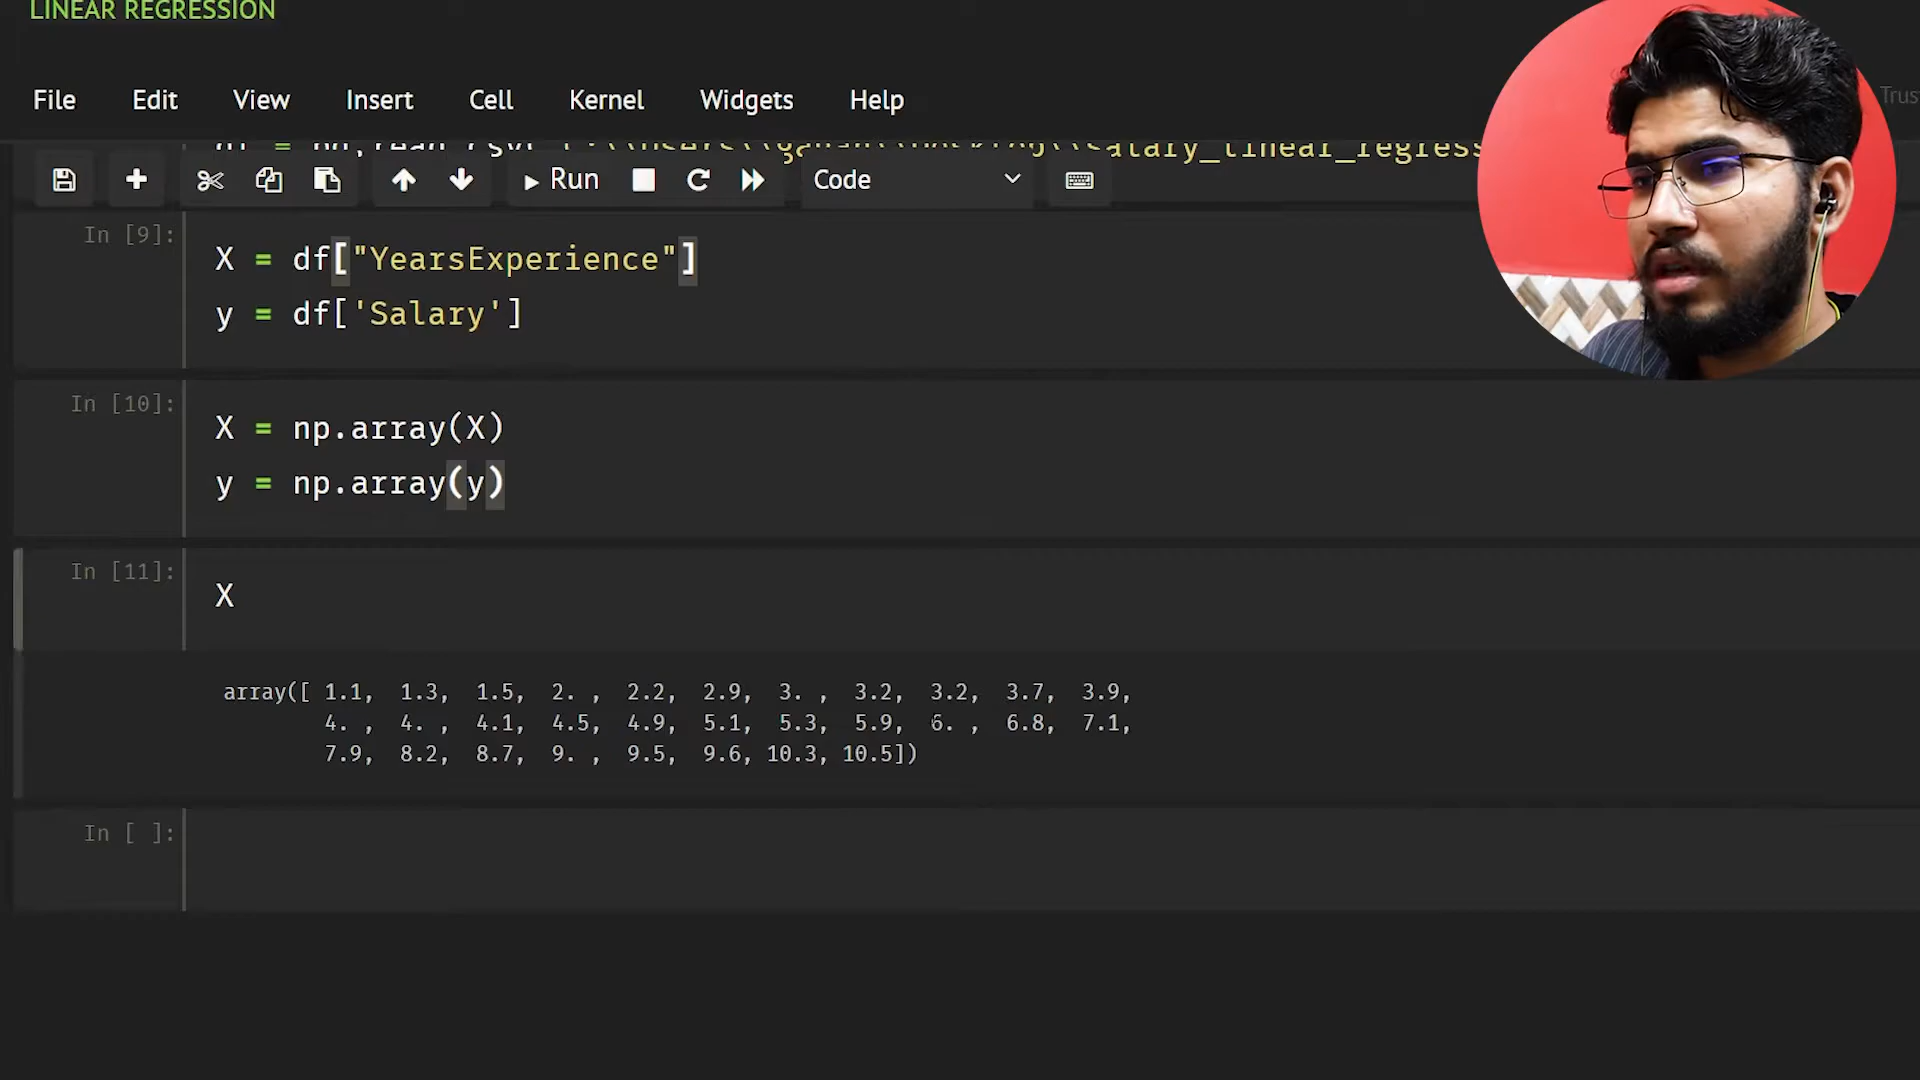 LINEAR REGRESSION
File Edit View Insert Cell Kernel Widgets Help
Trus
Run Code
In [9]:
X = df["YearsExperience"]
y = df['Salary']
In [10]:
X = np.array(X)
y = np.array(y)
In [11]:
X
array([ 1.1, 1.3, 1.5, 2. , 2.2, 2.9, 3. , 3.2, 3.2, 3.7, 3.9,
4. , 4. , 4.1, 4.5, 4.9, 5.1, 5.3, 5.9, 6. , 6.8, 7.1,
7.9, 8.2, 8.7, 9. , 9.5, 9.6, 10.3, 10.5])
In [ ]: